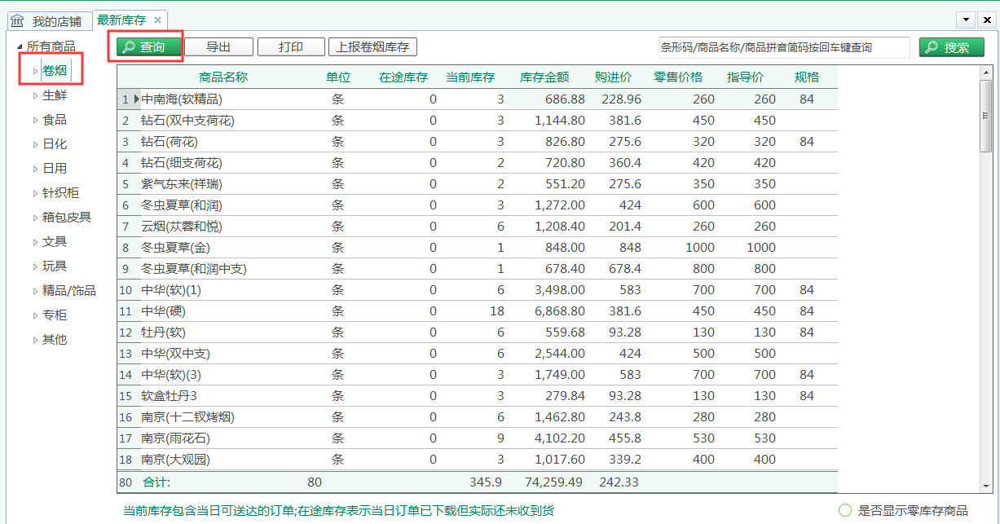 我的店铺 最新库存
所有商品
卷烟
生鲜
食品
日化
日用
针织柜
箱包皮具
文具
玩具
精品/饰品
专柜
其他
查询 导出 打印 上报卷烟库存 条形码/商品名称/商品拼音简码按回车键查询 搜索
商品名称 单位 在途库存 当前库存 库存金额 购进价 零售价格 指导价 规格
1 中南海(软精品) 条 0 3 686.88 228.96 260 260 84
2 钻石(双中支荷花) 条 0 3 1,144.80 381.6 450 450
3 钻石(荷花) 条 0 3 826.80 275.6 320 320 84
4 钻石(细支荷花) 条 0 2 720.80 360.4 420 420
5 紫气东来(祥瑞) 条 0 2 551.20 275.6 350 350
6 冬虫夏草(和润) 条 0 3 1,272.00 424 600 600
7 云烟(苁蓉和悦) 条 0 6 1,208.40 201.4 260 260
8 冬虫夏草(金) 条 0 1 848.00 848 1000 1000
9 冬虫夏草(和润中支) 条 0 1 678.40 678.4 800 800
10 中华(软)(1) 条 0 6 3,498.00 583 700 700 84
11 中华(硬) 条 0 18 6,868.80 381.6 450 450 84
12 牡丹(软) 条 0 6 559.68 93.28 130 130 84
13 中华(双中支) 条 0 6 2,544.00 424 500 500
14 中华(软)(3) 条 0 3 1,749.00 583 700 700 84
15 软盒牡丹3 条 0 3 279.84 93.28 130 130 84
16 南京(十二钗烤烟) 条 0 6 1,462.80 243.8 280 280
17 南京(雨花石) 条 0 9 4,102.20 455.8 530 530
18 南京(大观园) 条 0 3 1,017.60 339.2 400 400
80 合计: 80 345.9 74,259.49 242.33
当前库存包含当日可送达的订单;在途库存表示当日订单已下载但实际还未收到货 是否显示零库存商品